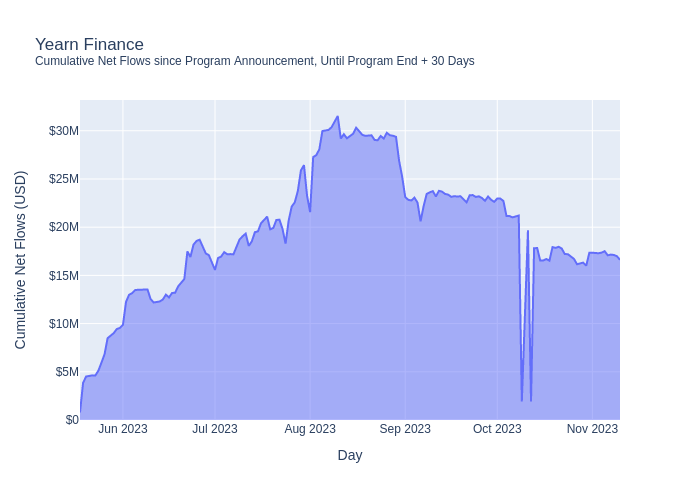 Yearn Finance
Cumulative Net Flows since Program Announcement, Until Program End + 30 Days
Cumulative Net Flows (USD)
$30M
$25M
$20M
$15M
$10M
$5M
$0
Jun 2023 Jul 2023 Aug 2023 Sep 2023 Oct 2023 Nov 2023
Day